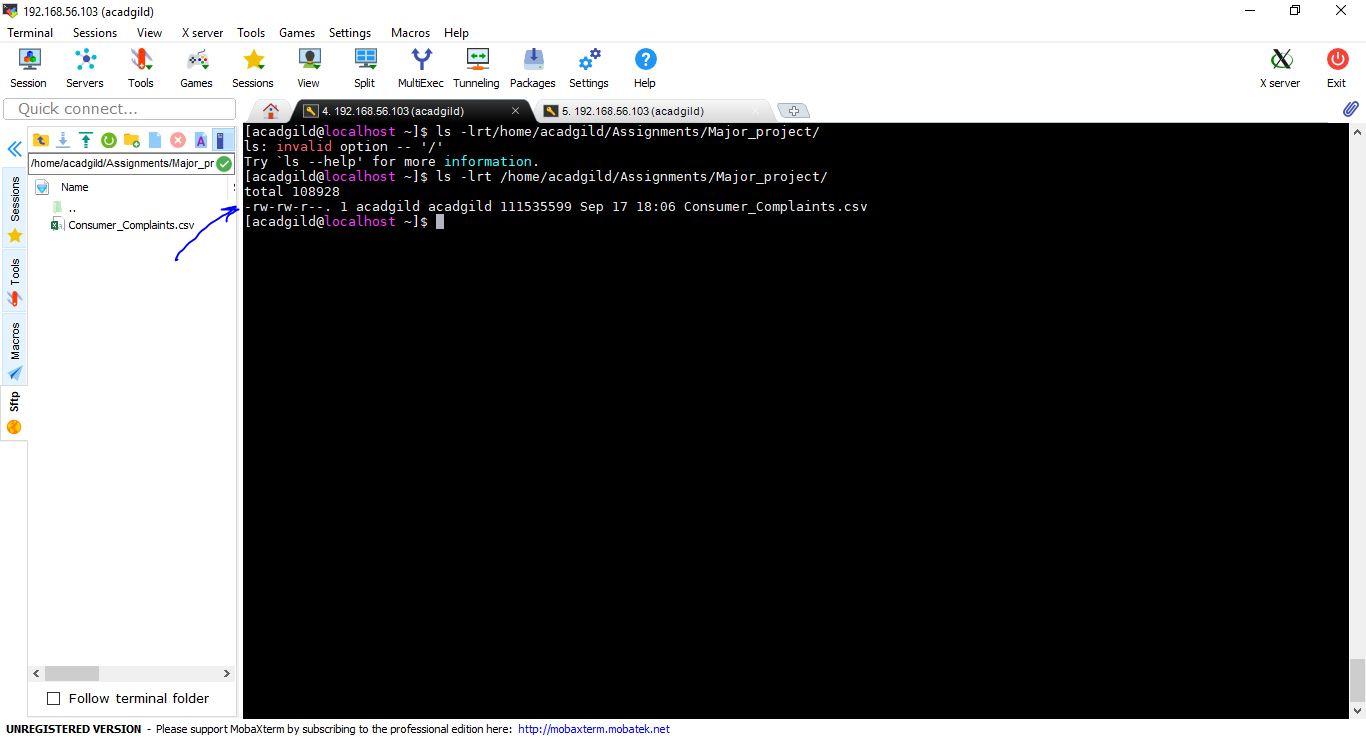 192.168.56.103 (acadgild)
Terminal Sessions View X server Tools Games Settings Macros Help
Session Servers Tools Games Sessions View Split MultiExec Tunneling Packages Settings Help X server Exit
Quick connect...
4. 192.168.56.103 (acadgild)
5. 192.168.56.103 (acadgild)
/home/acadgild/Assignments/Major_pr
Name
..
Consumer_Complaints.csv
Sessions
Tools
Macros
Sftp
[acadgild@localhost ~]$ ls -lrt/home/acadgild/Assignments/Major_project/
ls: invalid option -- '/'
Try `ls --help' for more information.
[acadgild@localhost ~]$ ls -lrt /home/acadgild/Assignments/Major_project/
total 108928
-rw-rw-r--. 1 acadgild acadgild 111535599 Sep 17 18:06 Consumer_Complaints.csv
[acadgild@localhost ~]$
Follow terminal folder
UNREGISTERED VERSION - Please support MobaXterm by subscribing to the professional edition here: http://mobaxterm.mobatek.net